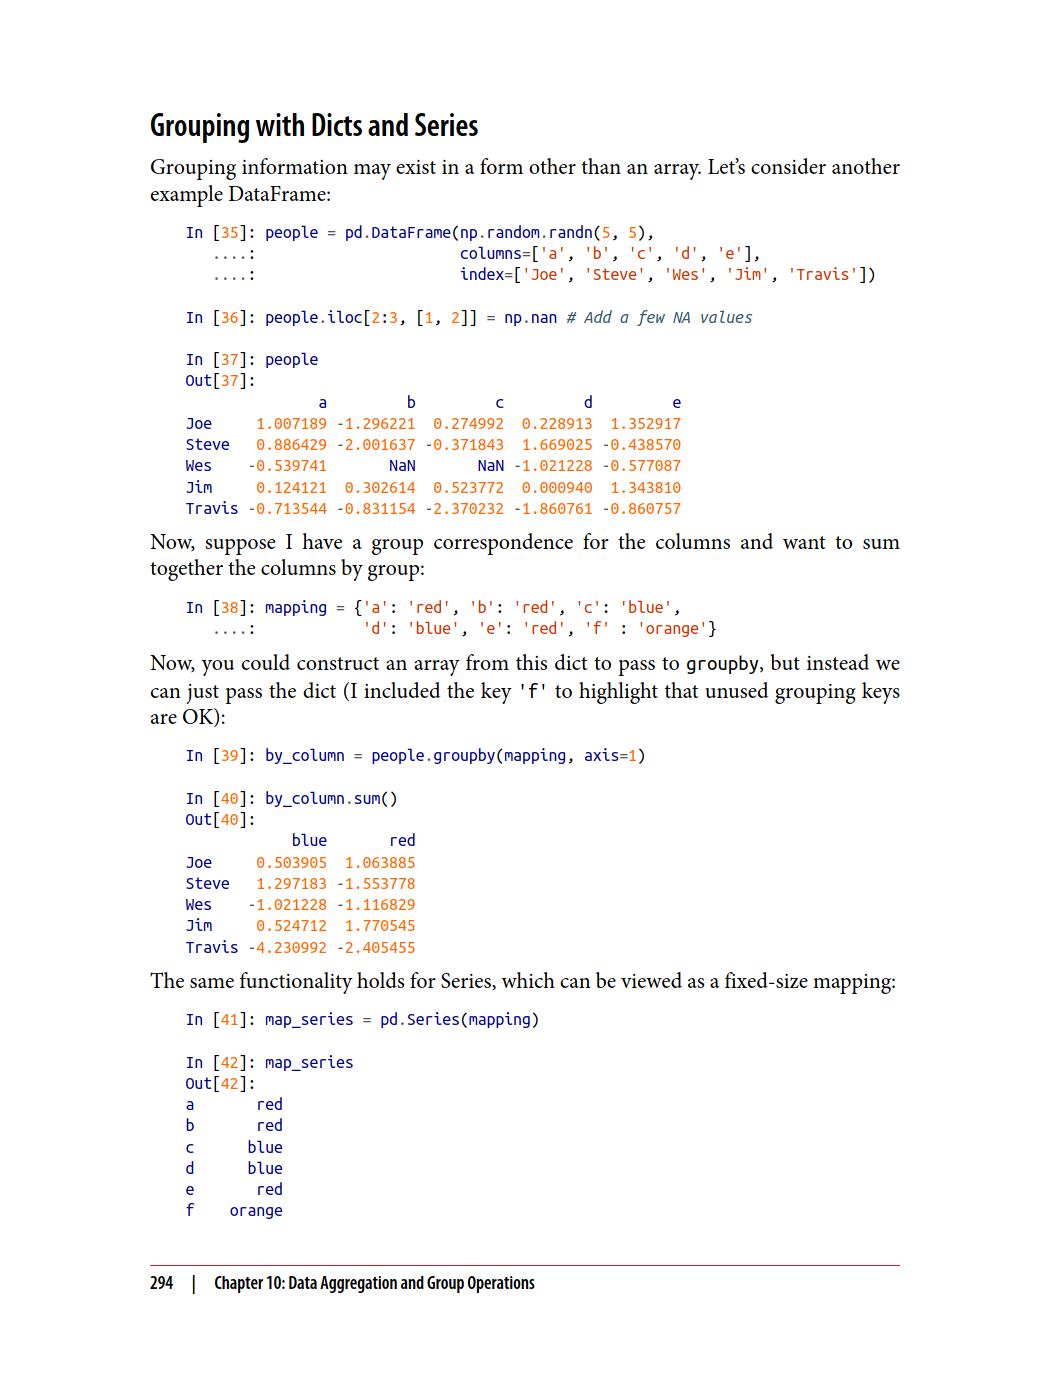 Grouping with Dicts and Series
Grouping information may exist in a form other than an array. Let’s consider another
example DataFrame:
In [35]: people = pd.DataFrame(np.random.randn(5, 5),
   ....:                       columns=['a', 'b', 'c', 'd', 'e'],
   ....:                       index=['Joe', 'Steve', 'Wes', 'Jim', 'Travis'])
In [36]: people.iloc[2:3, [1, 2]] = np.nan # Add a few NA values
In [37]: people
Out[37]:
               a         b         c         d         e
Joe     1.007189 -1.296221  0.274992  0.228913  1.352917
Steve   0.886429 -2.001637 -0.371843  1.669025 -0.438570
Wes    -0.539741       NaN       NaN -1.021228 -0.577087
Jim     0.124121  0.302614  0.523772  0.000940  1.343810
Travis -0.713544 -0.831154 -2.370232 -1.860761 -0.860757
Now, suppose I have a group correspondence for the columns and want to sum
together the columns by group:
In [38]: mapping = {'a': 'red', 'b': 'red', 'c': 'blue',
   ....:            'd': 'blue', 'e': 'red', 'f' : 'orange'}
Now, you could construct an array from this dict to pass to groupby, but instead we
can just pass the dict (I included the key 'f' to highlight that unused grouping keys
are OK):
In [39]: by_column = people.groupby(mapping, axis=1)
In [40]: by_column.sum()
Out[40]:
            blue       red
Joe     0.503905  1.063885
Steve   1.297183 -1.553778
Wes    -1.021228 -1.116829
Jim     0.524712  1.770545
Travis -4.230992 -2.405455
The same functionality holds for Series, which can be viewed as a fixed-size mapping:
In [41]: map_series = pd.Series(mapping)
In [42]: map_series
Out[42]:
a       red
b       red
c      blue
d      blue
e       red
f    orange
294 | Chapter 10: Data Aggregation and Group Operations